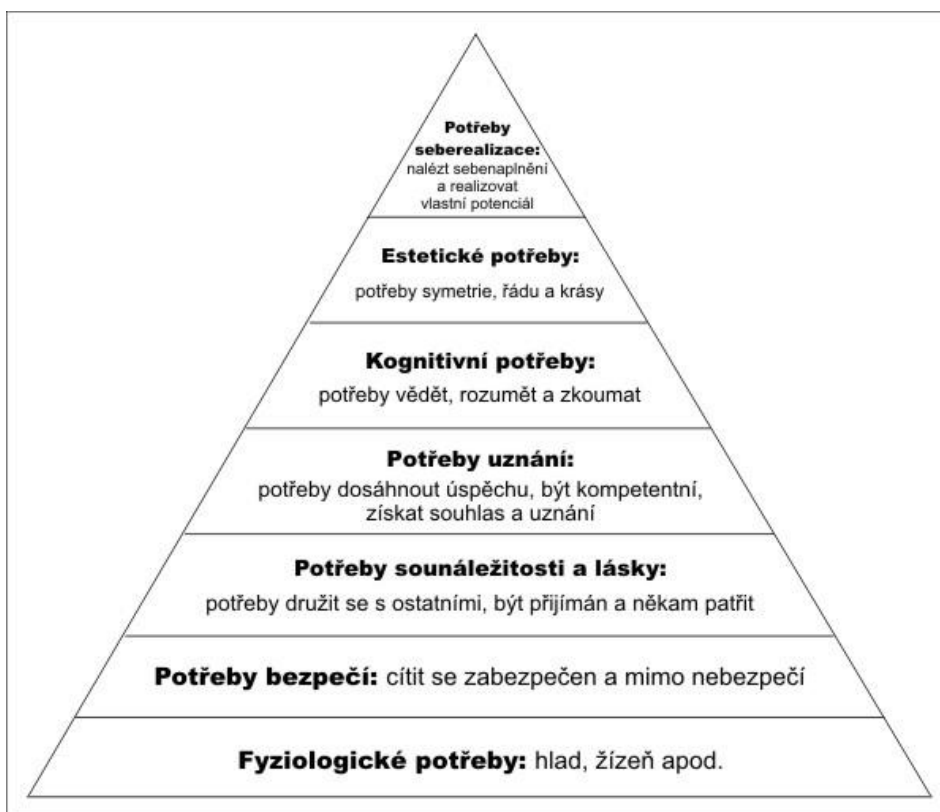 Potřeby
seberealizace:
nalézt sebenaplnění
a realizovat
vlastní potenciál
Estetické potřeby:
potřeby symetrie, řádu a krásy
Kognitivní potřeby:
potřeby vědět, rozumět a zkoumat
Potřeby uznání:
potřeby dosáhnout úspěchu, být kompetentní,
získat souhlas a uznání
Potřeby sounáležitosti a lásky:
potřeby družit se s ostatními, být přijímán a někam patřit
Potřeby bezpečí: cítit se zabezpečen a mimo nebezpečí
Fyziologické potřeby: hlad, žízeň apod.